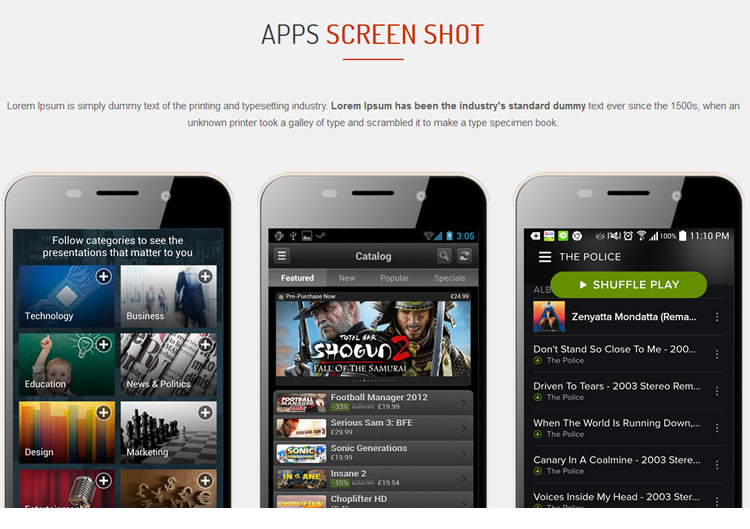 APPS SCREEN SHOT
Lorem Ipsum is simply dummy text of the printing and typesetting industry. Lorem Ipsum has been the industry's standard dummy text ever since the 1500s, when an
unknown printer took a galley of type and scrambled it to make a type specimen book.
Follow categories to see the
presentations that matter to you
Technology
Business
Education
News & Politics
Design
Marketing
3:05
Catalog
Featured
New
Popular
Specials
Pre-Purchase Now
£24.99
TOTAL WAR
SHOGUN 2
FALL OF THE SAMURAI
Football Manager 2012
-33% £29.99 £19.99
Serious Sam 3: BFE
£29.99
Sonic Generations
£19.99
Insane 2
-15% £22.99 £19.54
Choplifter HD
100% 11:10 PM
THE POLICE
ALB
SHUFFLE PLAY
Zenyatta Mondatta (Rema...
Don't Stand So Close To Me - 200...
The Police
Driven To Tears - 2003 Stereo Rem...
The Police
When The World Is Running Down,...
The Police
Canary In A Coalmine - 2003 Stere...
The Police
Voices Inside My Head - 2003 Ster...